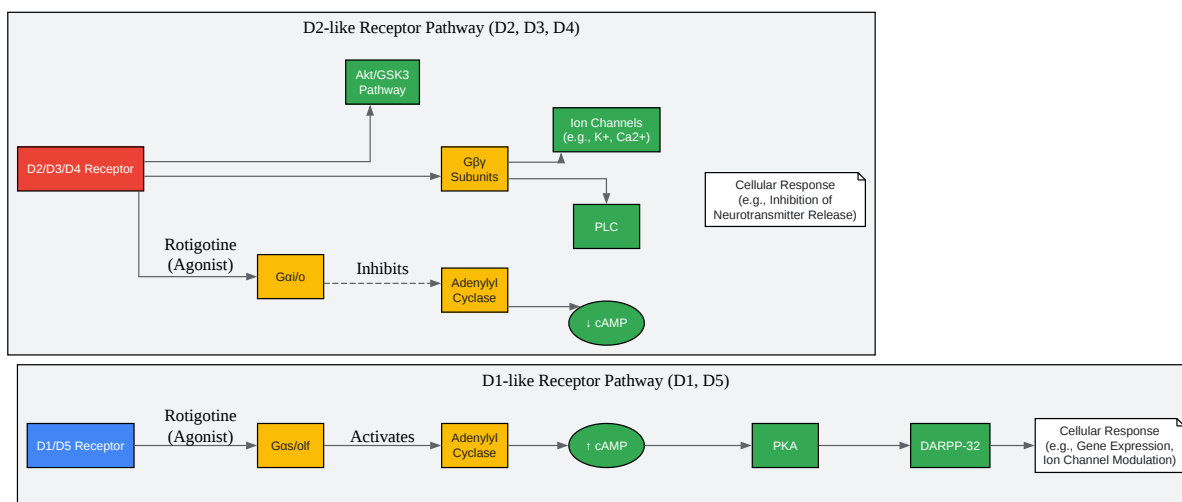 D2-like Receptor Pathway (D2, D3, D4)
Akt/GSK3
Pathway
Ion Channels
(e.g., K+, Ca2+)
D2/D3/D4 Receptor
Gβγ
Subunits
Cellular Response
(e.g., Inhibition of
Neurotransmitter Release)
PLC
Rotigotine
(Agonist)
Gαi/o
Inhibits
Adenylyl
Cyclase
↓ cAMP
D1-like Receptor Pathway (D1, D5)
D1/D5 Receptor
Rotigotine
(Agonist)
Gαs/olf
Activates
Adenylyl
Cyclase
↑ cAMP
PKA
DARPP-32
Cellular Response
(e.g., Gene Expression,
Ion Channel Modulation)